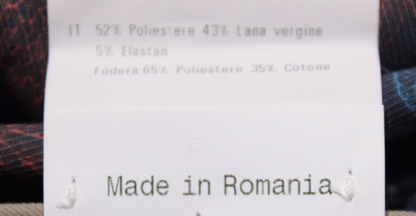 IT 52% Poliestere 43% Lana vergine
5% Elastan
Fodera:65% Poliestere 35% Cotone
Made in Romania